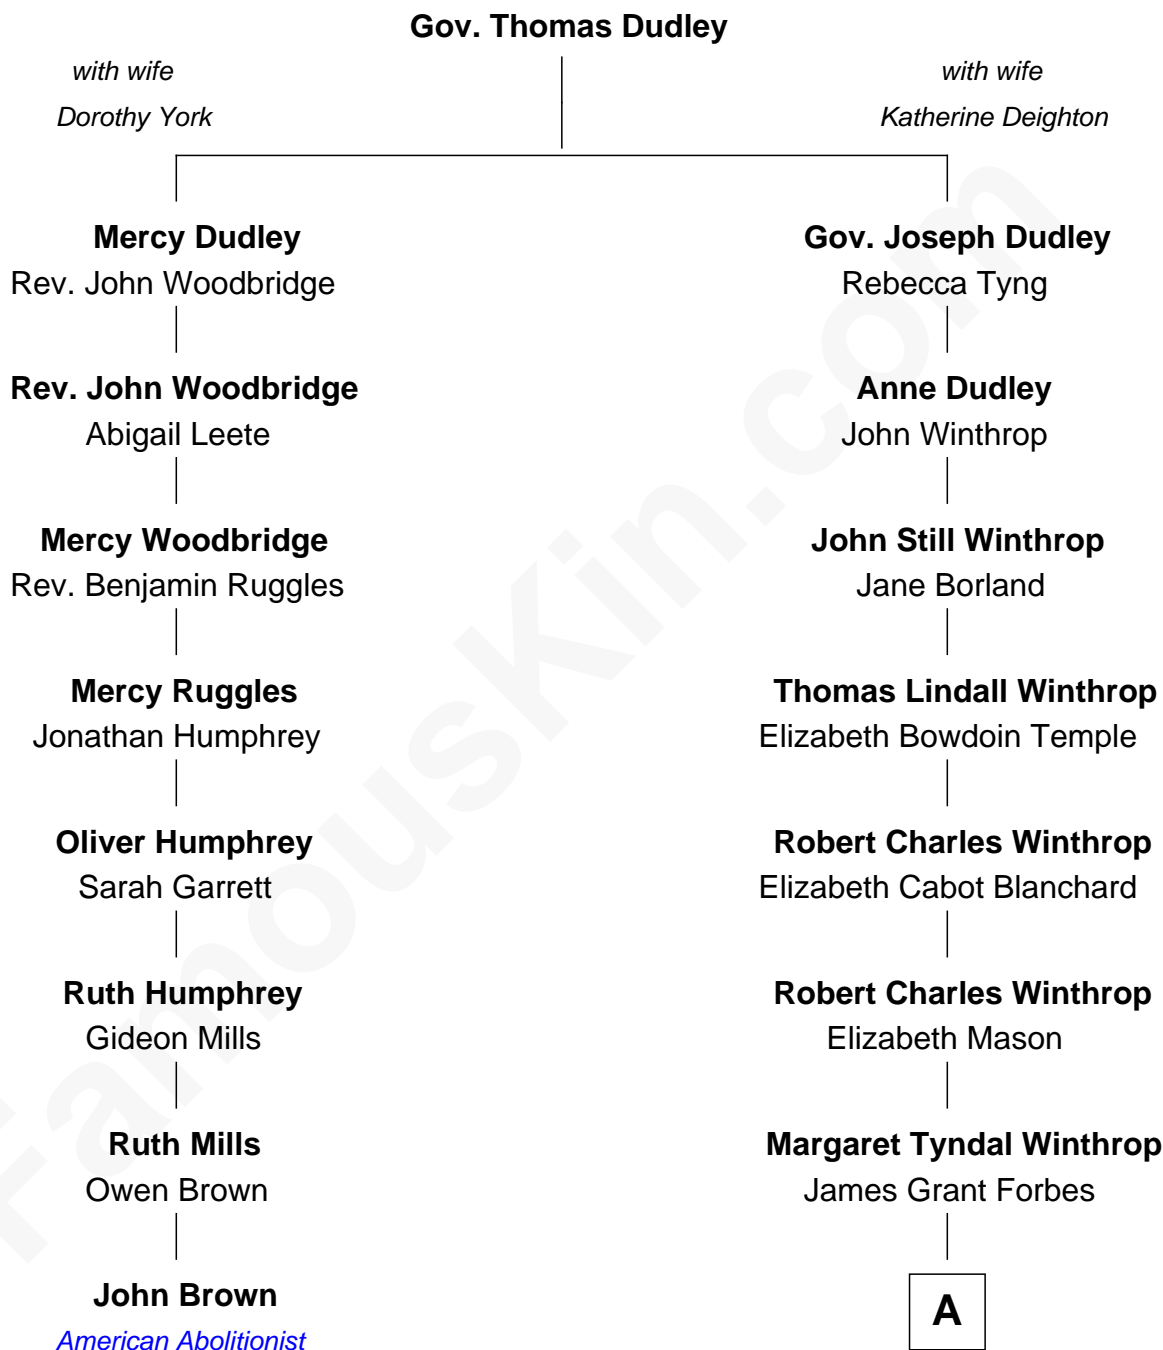 Gov. Thomas Dudley
with wife
Dorothy York
with wife
Katherine Deighton
Mercy Dudley
Rev. John Woodbridge
Gov. Joseph Dudley
Rebecca Tyng
Rev. John Woodbridge
Abigail Leete
Anne Dudley
John Winthrop
Mercy Woodbridge
Rev. Benjamin Ruggles
John Still Winthrop
Jane Borland
Mercy Ruggles
Jonathan Humphrey
Thomas Lindall Winthrop
Elizabeth Bowdoin Temple
Oliver Humphrey
Sarah Garrett
Robert Charles Winthrop
Elizabeth Cabot Blanchard
Ruth Humphrey
Gideon Mills
Robert Charles Winthrop
Elizabeth Mason
Ruth Mills
Owen Brown
Margaret Tyndal Winthrop
James Grant Forbes
John Brown
American Abolitionist
A
FamousKin.com